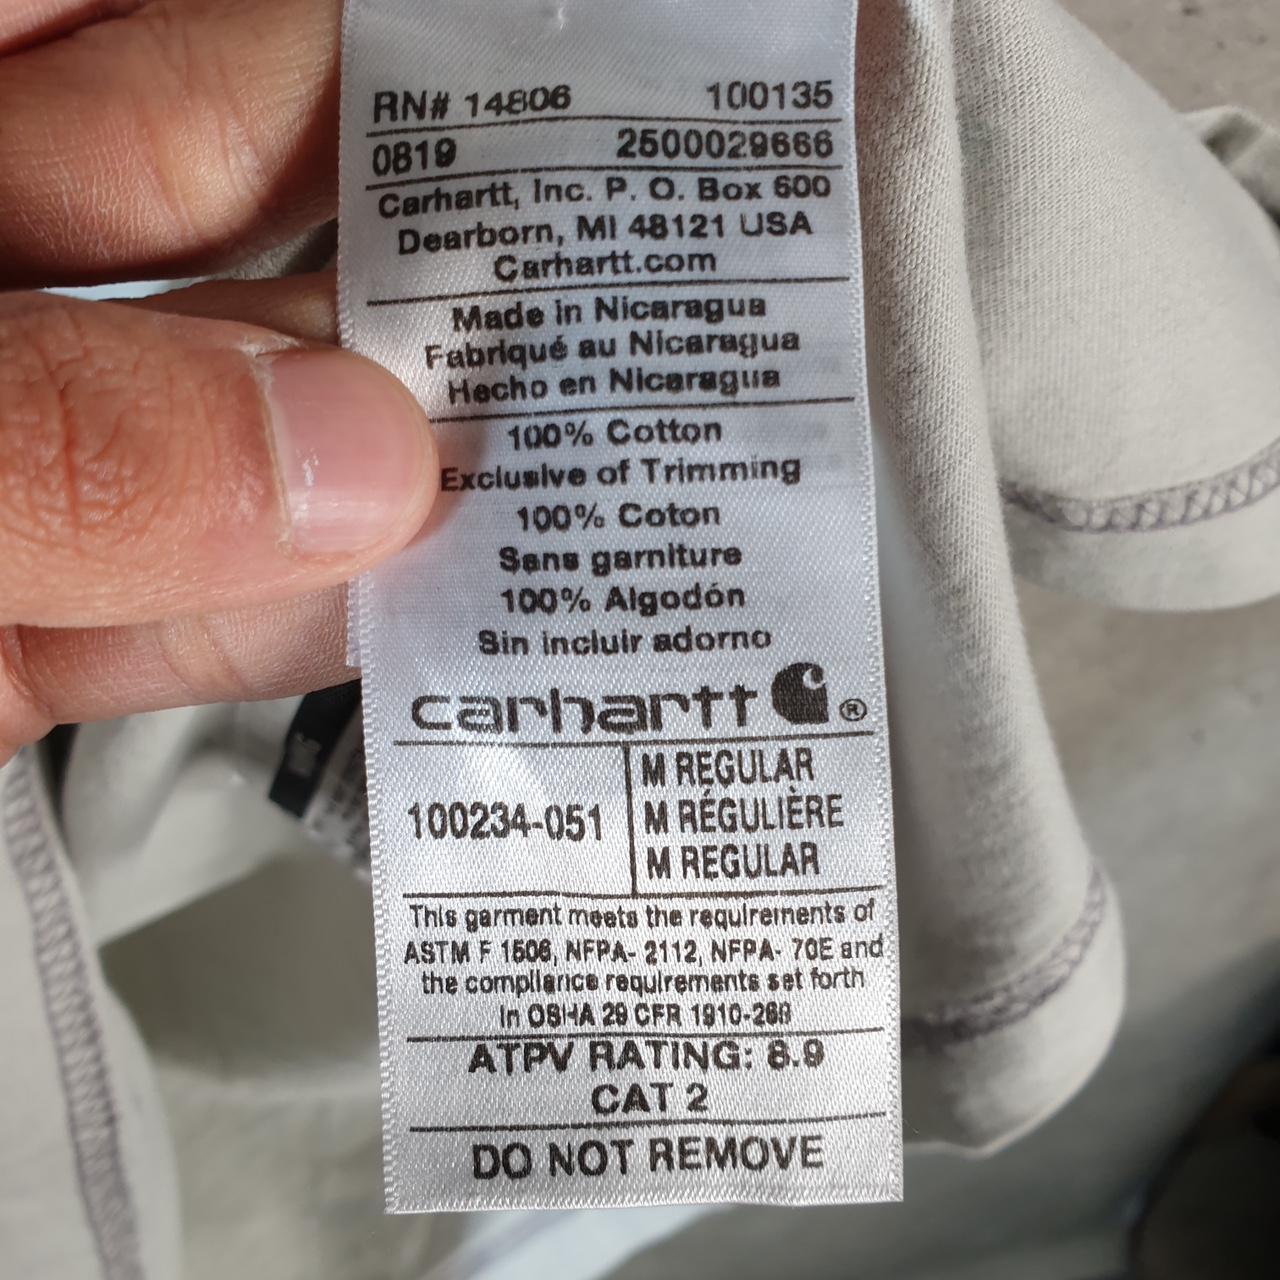 RN# 14806 100135
0819 2500029666
Carhartt, Inc. P. O. Box 600
Dearborn, MI 48121 USA
Carhartt.com
Made in Nicaragua
Fabriqué au Nicaragua
Hecho en Nicaragua
100% Cotton
Exclusive of Trimming
100% Coton
Sans garniture
100% Algodón
Sin incluir adorno
carhartt ®
100234-051
M REGULAR
M RÉGULIÈRE
M REGULAR
This garment meets the requirements of
ASTM F 1506, NFPA- 2112, NFPA- 70E and
the compliance requirements set forth
in OSHA 29 CFR 1910-269
ATPV RATING: 8.9
CAT 2
DO NOT REMOVE